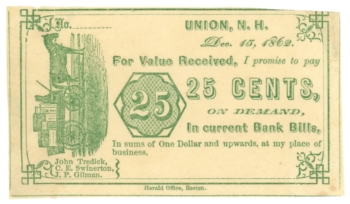 No.
UNION, N. H.
Dec. 15, 1862.
For Value Received, I promise to pay
25 CENTS,
25
ON DEMAND,
In current Bank Bills,
In sums of One Dollar and upwards, at my place of
business.
John Tredick,
C. E. Swinerton,
J. P. Gilman.
Herald Office, Boston.